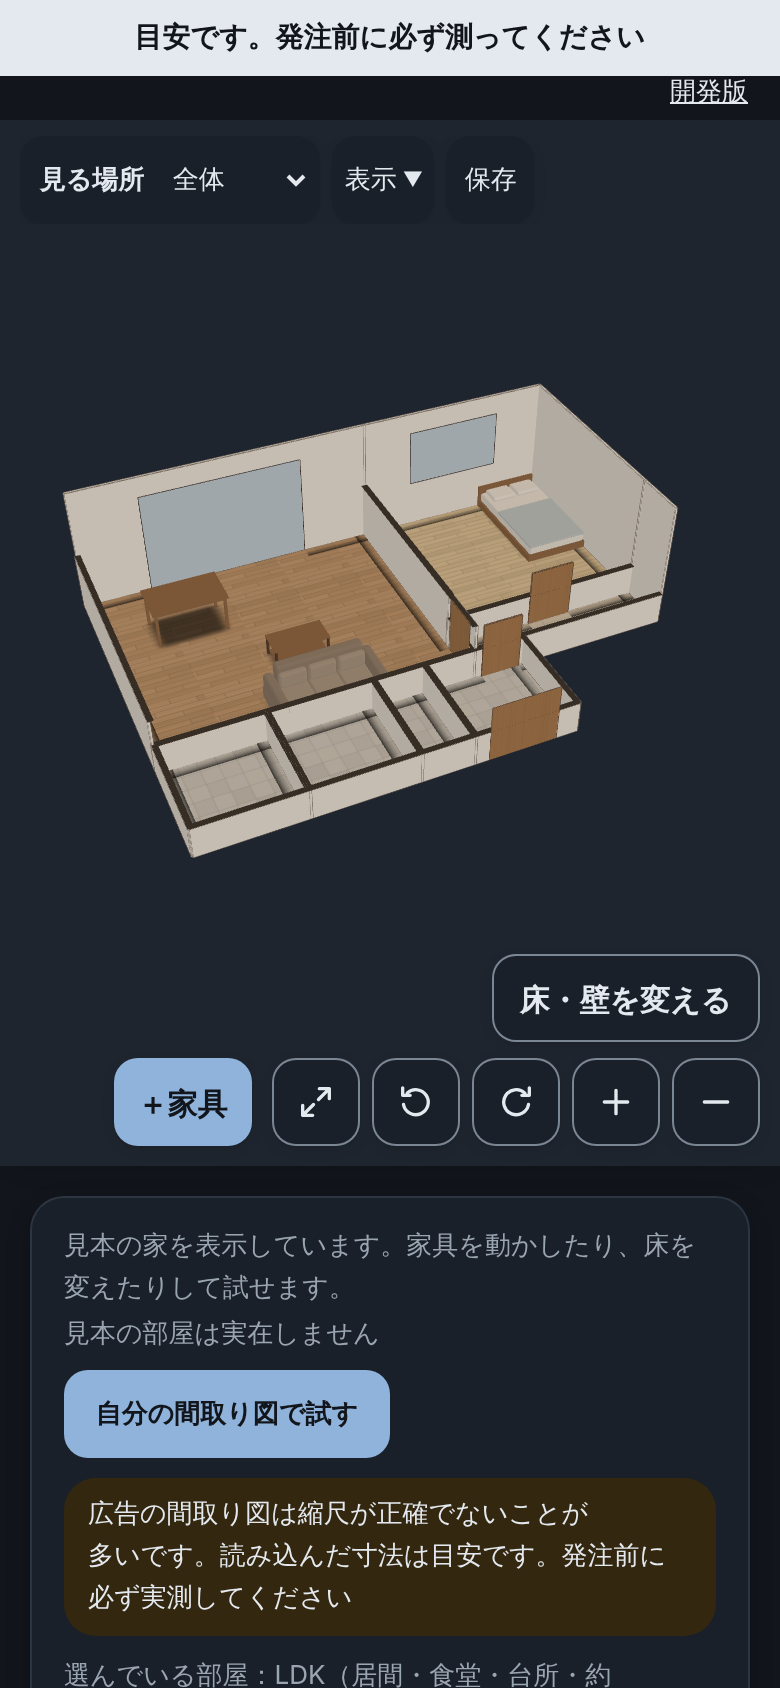 目安です。発注前に必ず測ってください
開発版
見る場所 全体 表示▼ 保存
床・壁を変える
＋家具
見本の家を表示しています。家具を動かしたり、床を
変えたりして試せます。
見本の部屋は実在しません
自分の間取り図で試す
広告の間取り図は縮尺が正確でないことが
多いです。読み込んだ寸法は目安です。発注前に
必ず実測してください
選んでいる部屋：LDK（居間・食堂・台所・約